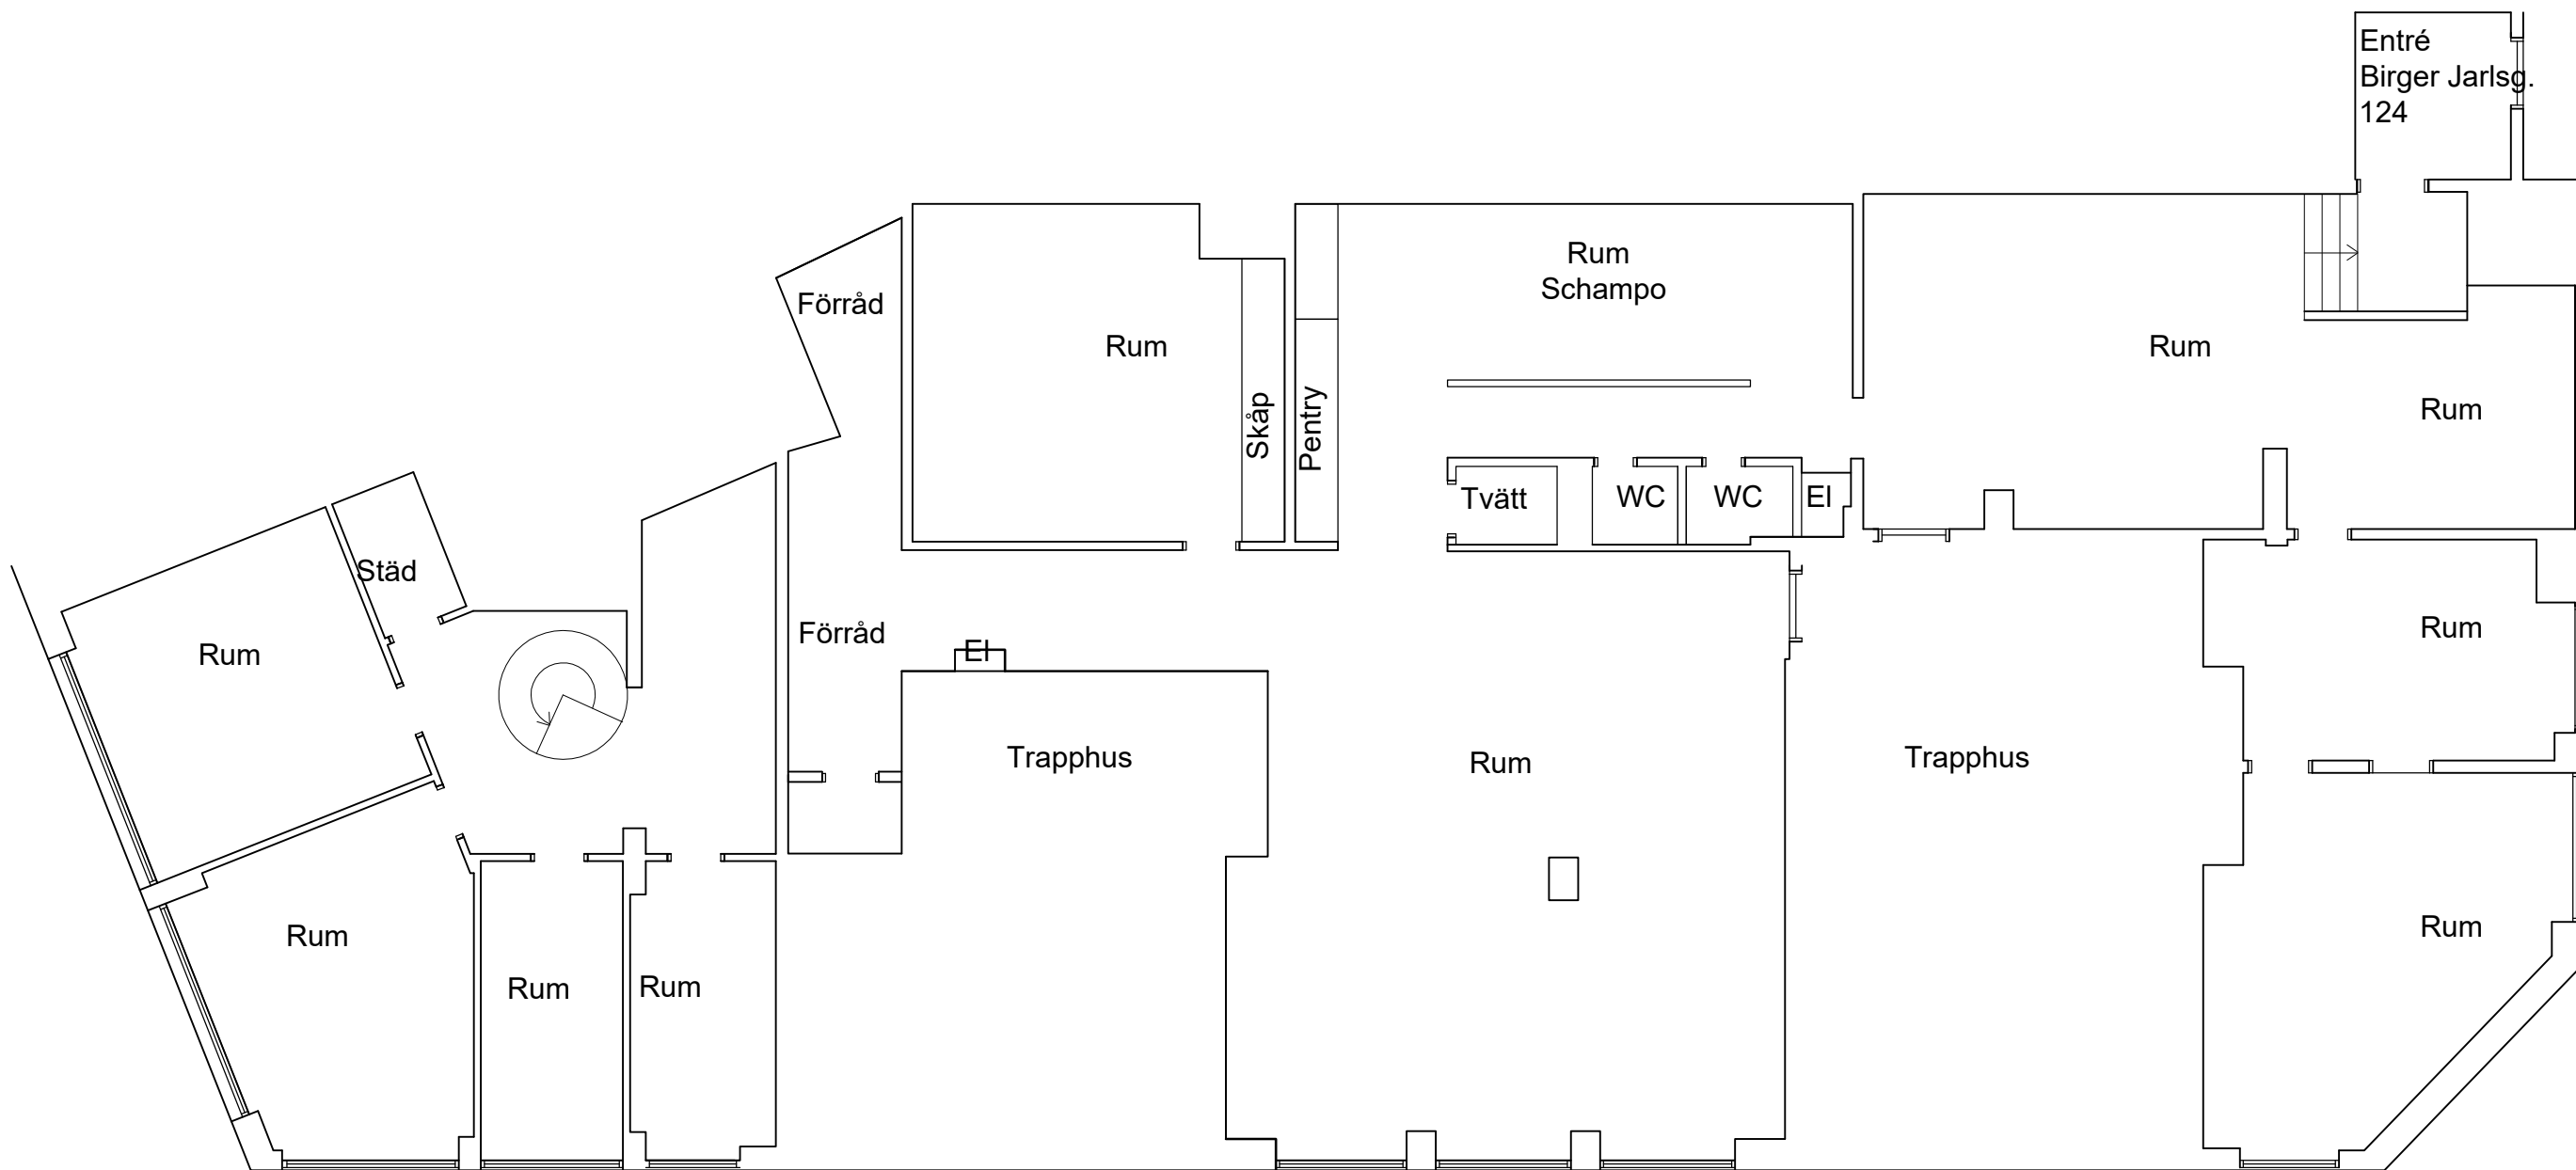 Entré
Birger Jarlsg.
124
Rum
Schampo
Förråd
Rum
Rum
Rum
Skåp
Pentry
Tvätt
WC
WC
El
Städ
Rum
Förråd
El
Rum
Trapphus
Rum
Trapphus
Rum
Rum
Rum
Rum
Rum